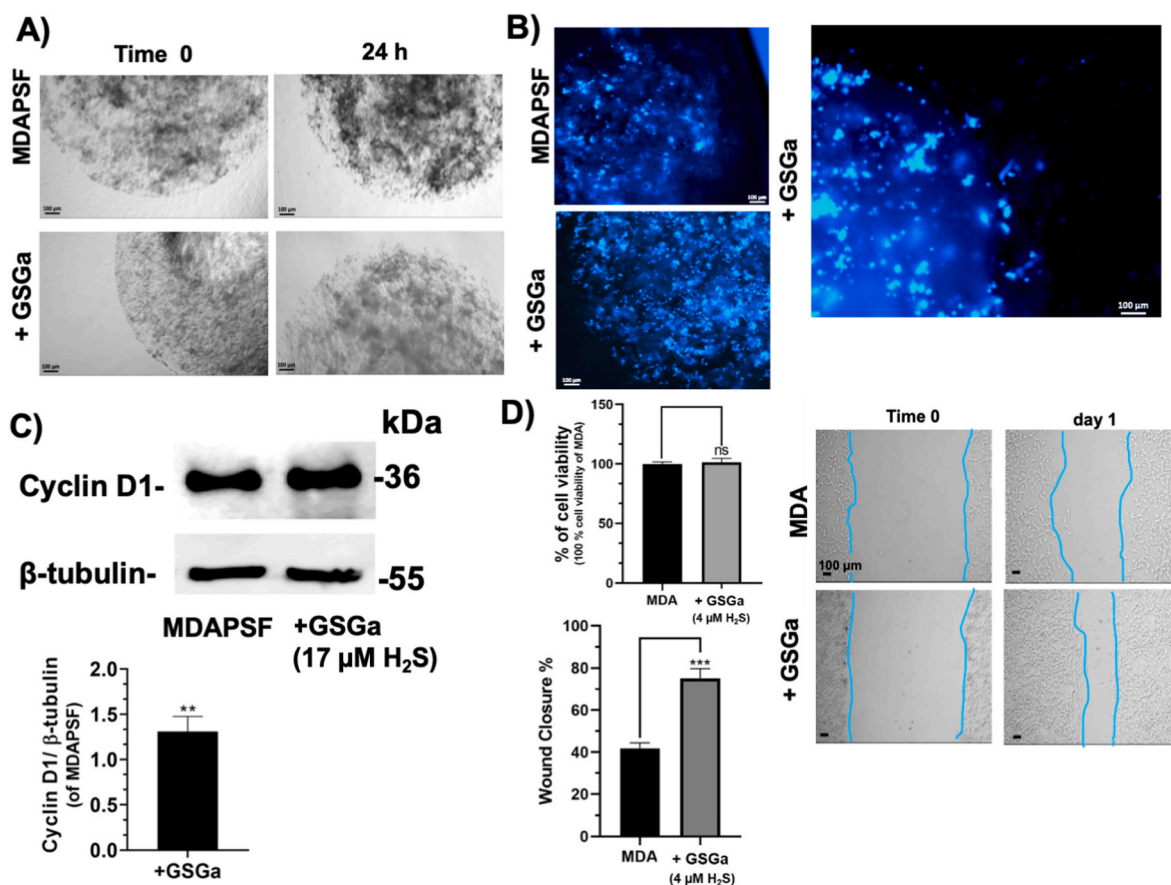 A)
Time 0
24 h
MDAPSF
100 µm
100 µm
+ GSGa
100 µm
100 µm
B)
MDAPSF
100 µm
+ GSGa
100 µm
+ GSGa
100 µm
C)
kDa
Cyclin D1-
-36
β-tubulin-
-55
MDAPSF
+GSGa
(17 µM H₂S)
Cyclin D1/ β-tubulin
(of MDAPSF)
2.0
1.5
1.0
0.5
0.0
**
+GSGa
D)
% of cell viability
(100 % cell viability of MDA)
150
100
50
0
ns
MDA
+ GSGa
(4 µM H₂S)
Wound Closure %
100
80
60
40
20
0
***
MDA
+ GSGa
(4 µM H₂S)
Time 0
day 1
MDA
100 µm
+ GSGa